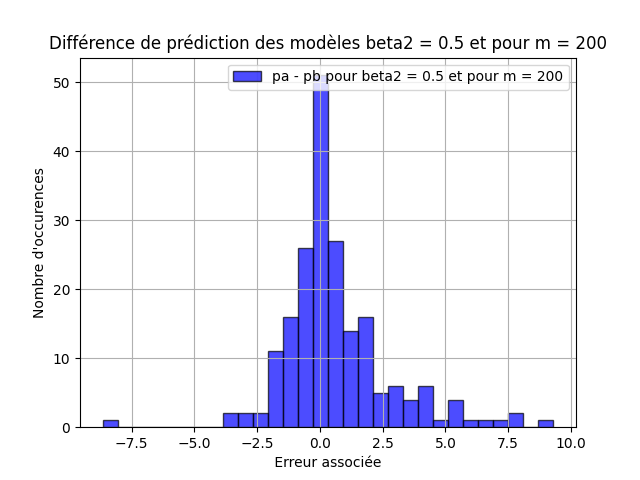 Différence de prédiction des modèles beta2 = 0.5 et pour m = 200
pa - pb pour beta2 = 0.5 et pour m = 200
50
40
30
20
10
0
Nombre d'occurences
−7.5 −5.0 −2.5 0.0 2.5 5.0 7.5 10.0
Erreur associée